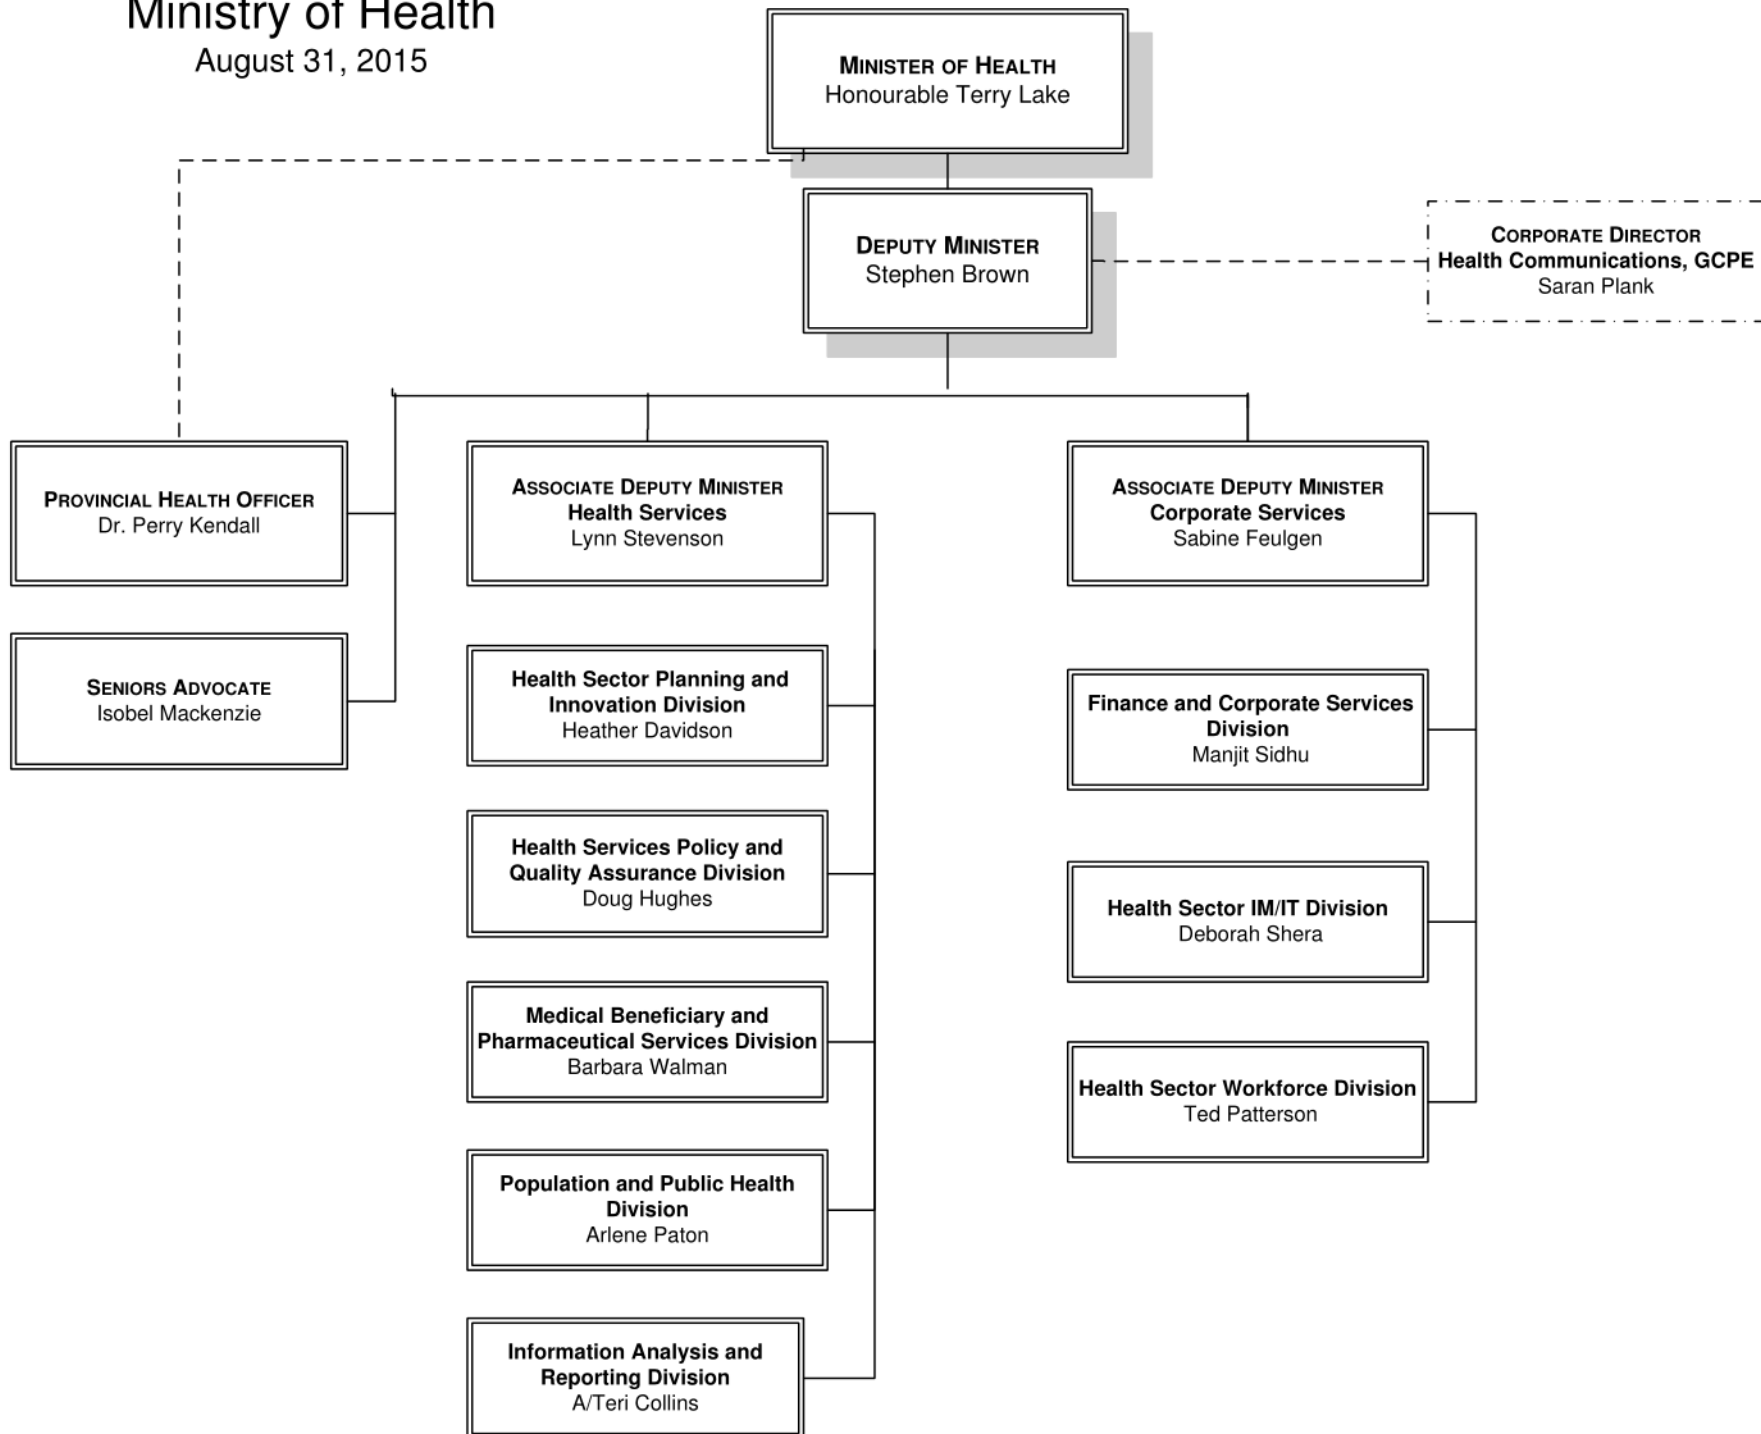 Ministry of Health
August 31, 2015
MINISTER OF HEALTH
Honourable Terry Lake
DEPUTY MINISTER
Stephen Brown
CORPORATE DIRECTOR
Health Communications, GCPE
Saran Plank
PROVINCIAL HEALTH OFFICER
Dr. Perry Kendall
SENIORS ADVOCATE
Isobel Mackenzie
ASSOCIATE DEPUTY MINISTER
Health Services
Lynn Stevenson
Health Sector Planning and
Innovation Division
Heather Davidson
Health Services Policy and
Quality Assurance Division
Doug Hughes
Medical Beneficiary and
Pharmaceutical Services Division
Barbara Walman
Population and Public Health
Division
Arlene Paton
Information Analysis and
Reporting Division
A/Teri Collins
ASSOCIATE DEPUTY MINISTER
Corporate Services
Sabine Feulgen
Finance and Corporate Services
Division
Manjit Sidhu
Health Sector IM/IT Division
Deborah Shera
Health Sector Workforce Division
Ted Patterson